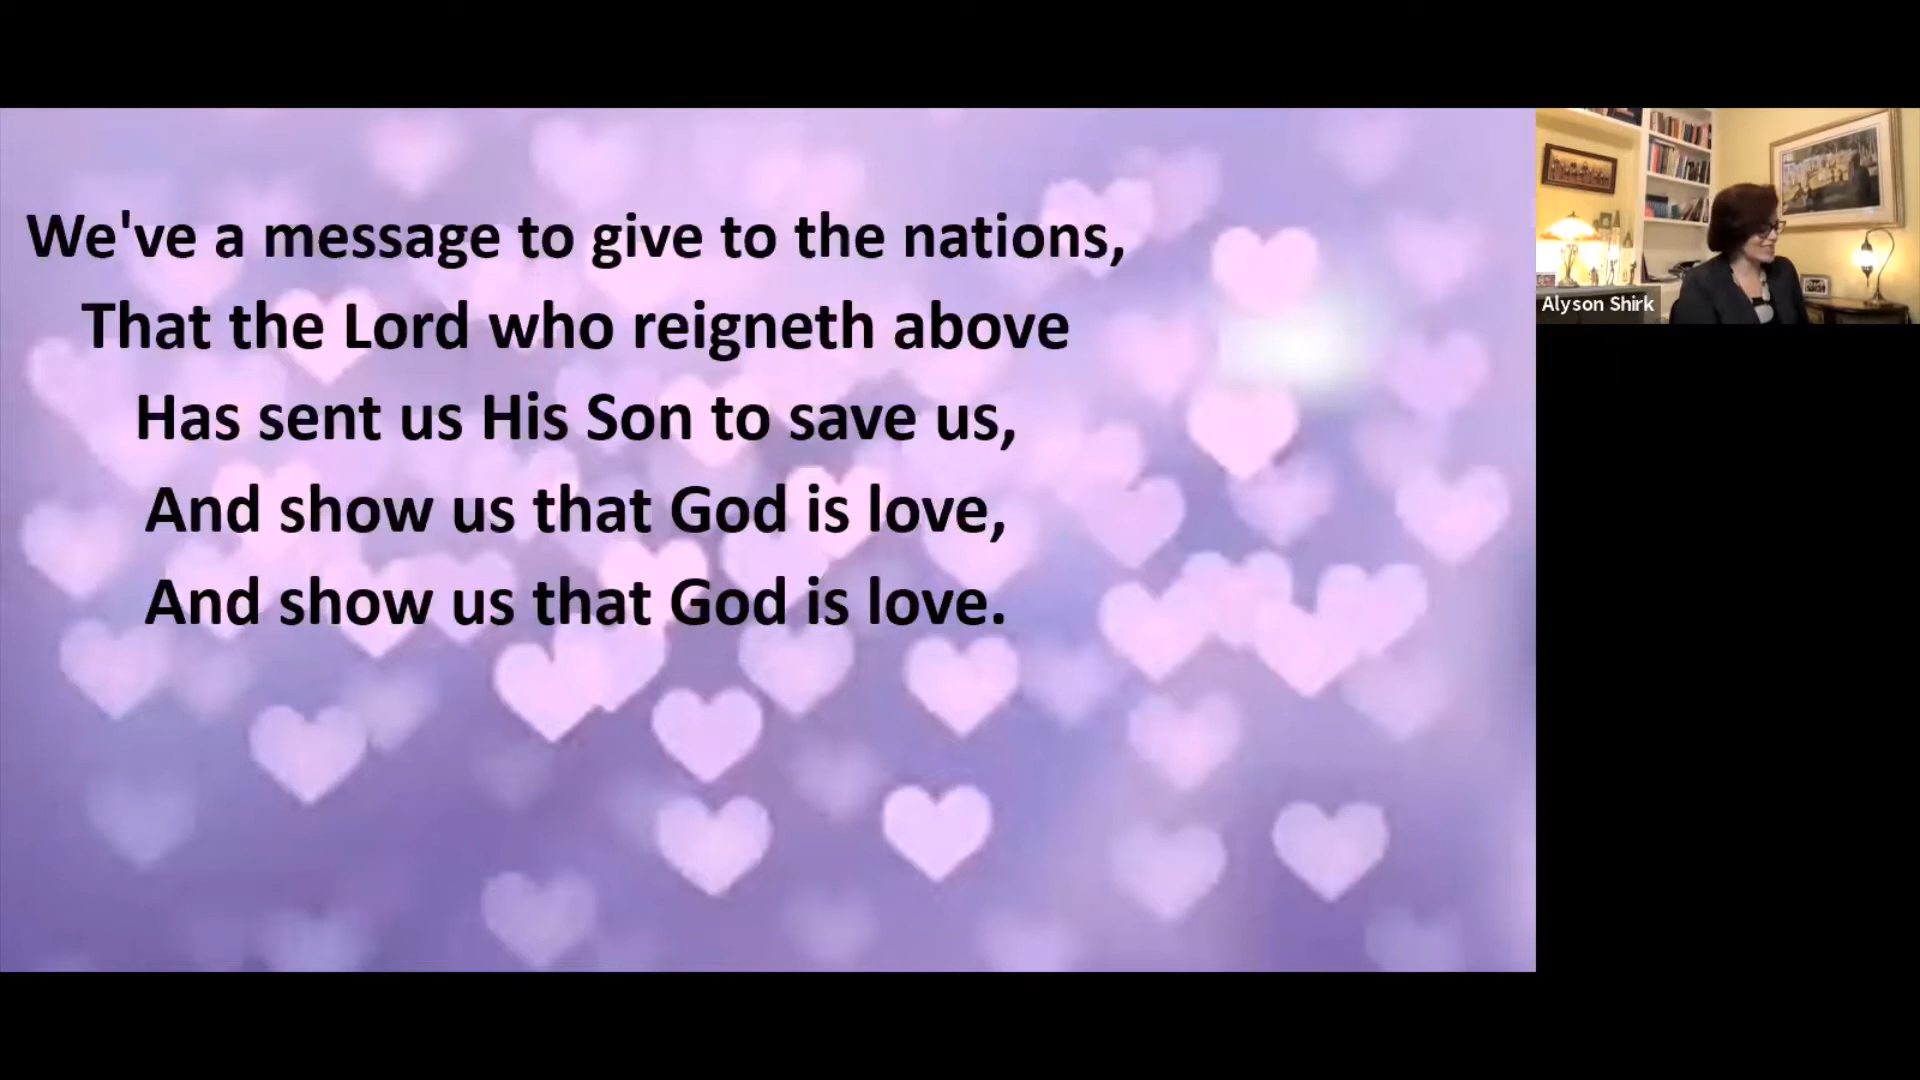 We've a message to give to the nations,
That the Lord who reigneth above
Has sent us His Son to save us,
And show us that God is love,
And show us that God is love.
Alyson Shirk